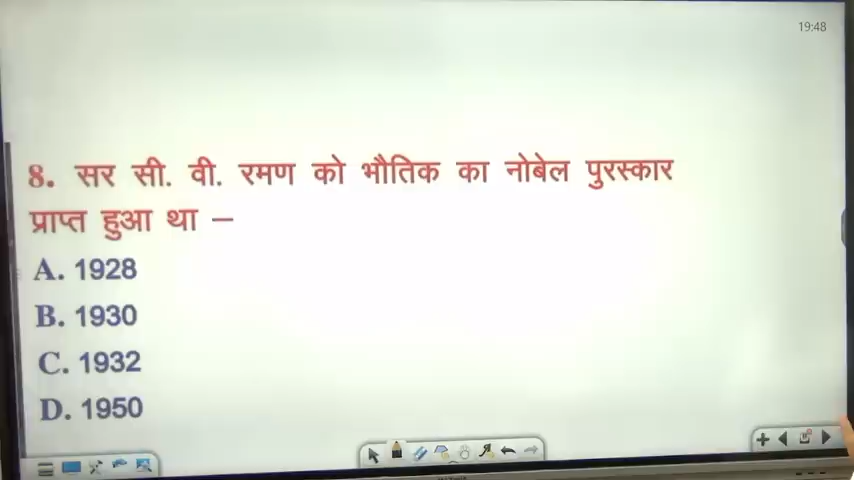 19:48
8. सर सी. वी. रमण को भौतिक का नोबेल पुरस्कार
प्राप्त हुआ था –
A. 1928
B. 1930
C. 1932
D. 1950